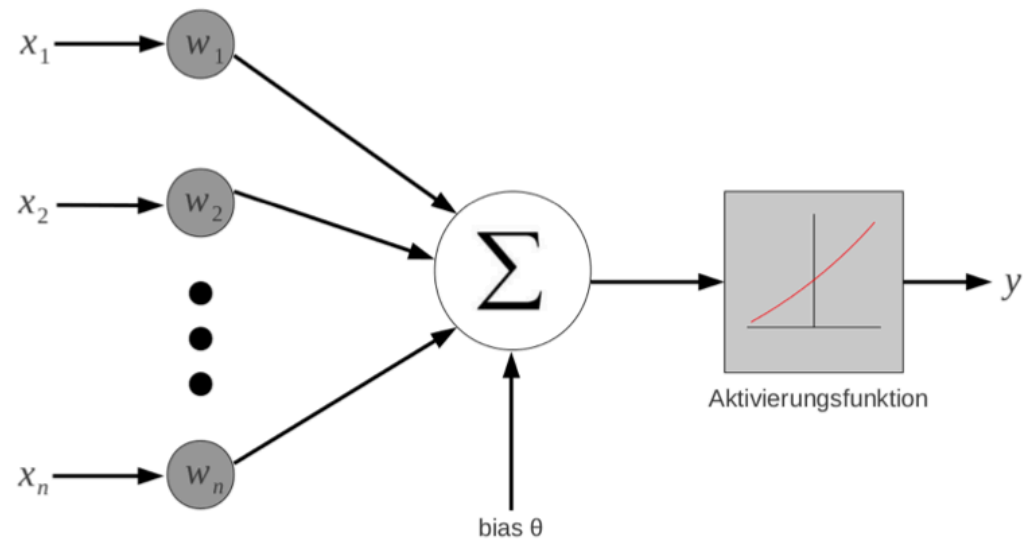 x₁ w₁
x₂ w₂
Σ
y
Aktivierungsfunktion
xₙ wₙ
bias θ